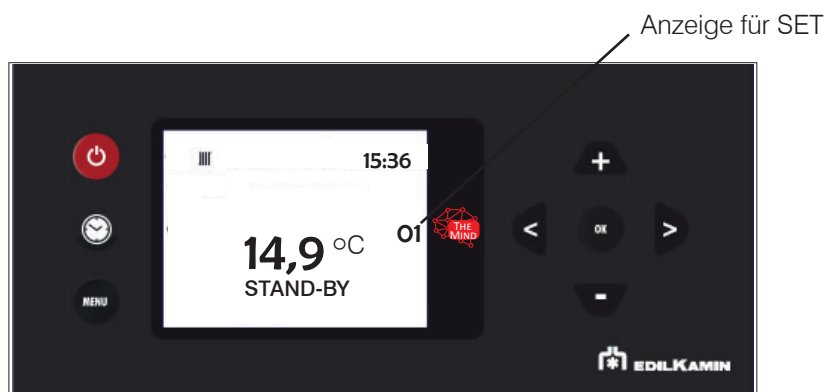 Anzeige für SET
15:36
01
THE
MIND
14,9 °C
STAND-BY
MENU
+
<
OK
>
-
EDILKAMIN